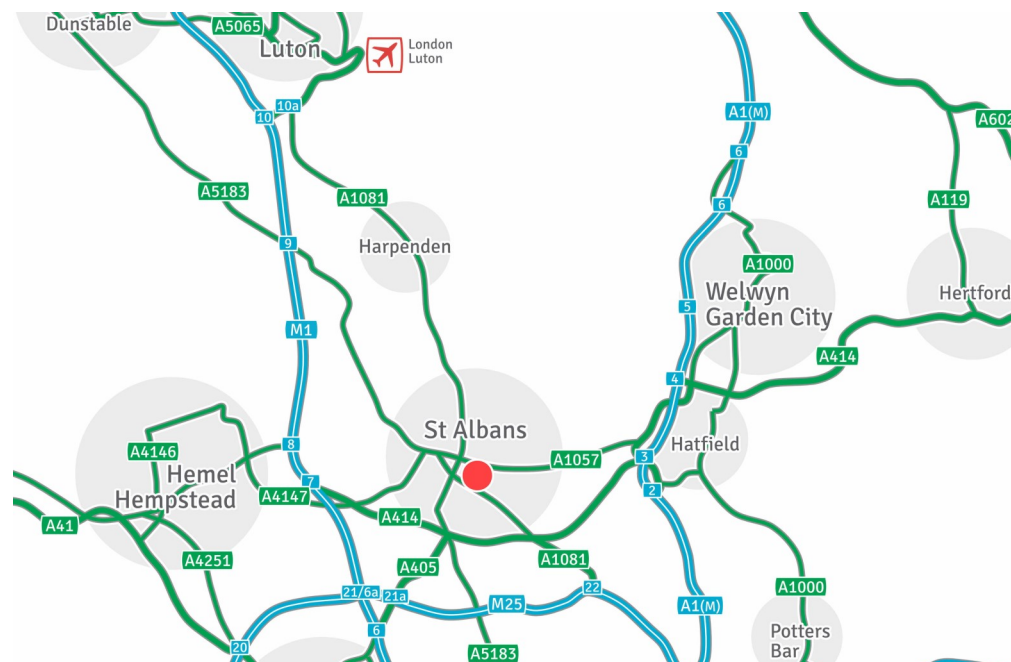 Dunstable
A5065
Luton
London
Luton
10a
10
A1(M)
A602
6
A5183
A1081
A119
6
9
Harpenden
A1000
Welwyn
Garden City
Hertford
5
M1
A414
4
St Albans
Hatfield
8
A4146
A1057
3
Hemel
Hempstead
7
2
A4147
A414
A41
A4251
A405
A1081
A1000
22
21/6a
21a
M25
A1(M)
6
Potters
Bar
20
A5183